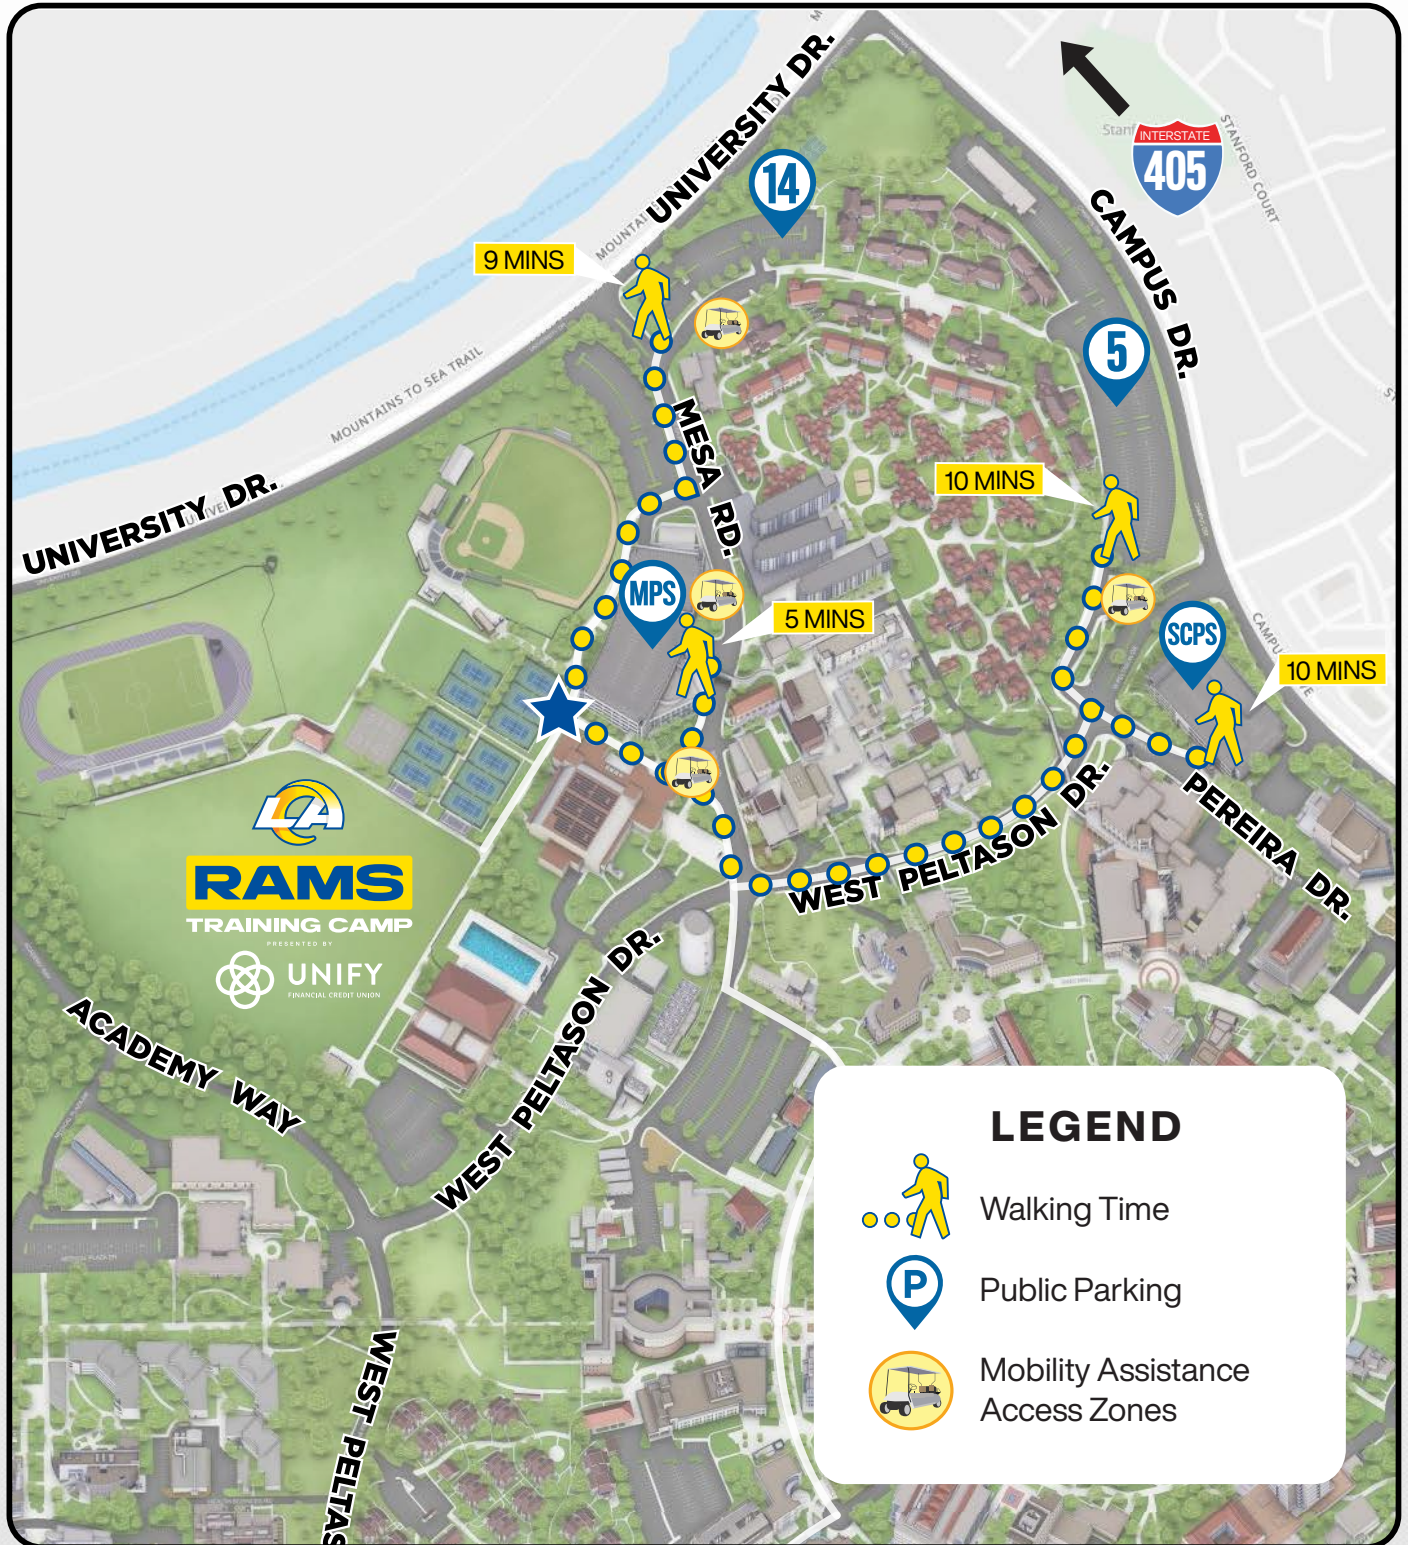 UNIVERSITY DR.
14
INTERSTATE
405
STANFORD COURT
CAMPUS DR.
9 MINS
5
MOUNTAINS TO SEA TRAIL
MESA RD.
10 MINS
UNIVERSITY DR.
MPS
5 MINS
SCPS
10 MINS
LA
RAMS
TRAINING CAMP
PRESENTED BY
UNIFY
FINANCIAL CREDIT UNION
WEST PELTASON DR.
PEREIRA DR.
WEST PELTASON DR.
ACADEMY WAY
WEST PELTAS
LEGEND
Walking Time
P
Public Parking
Mobility Assistance
Access Zones